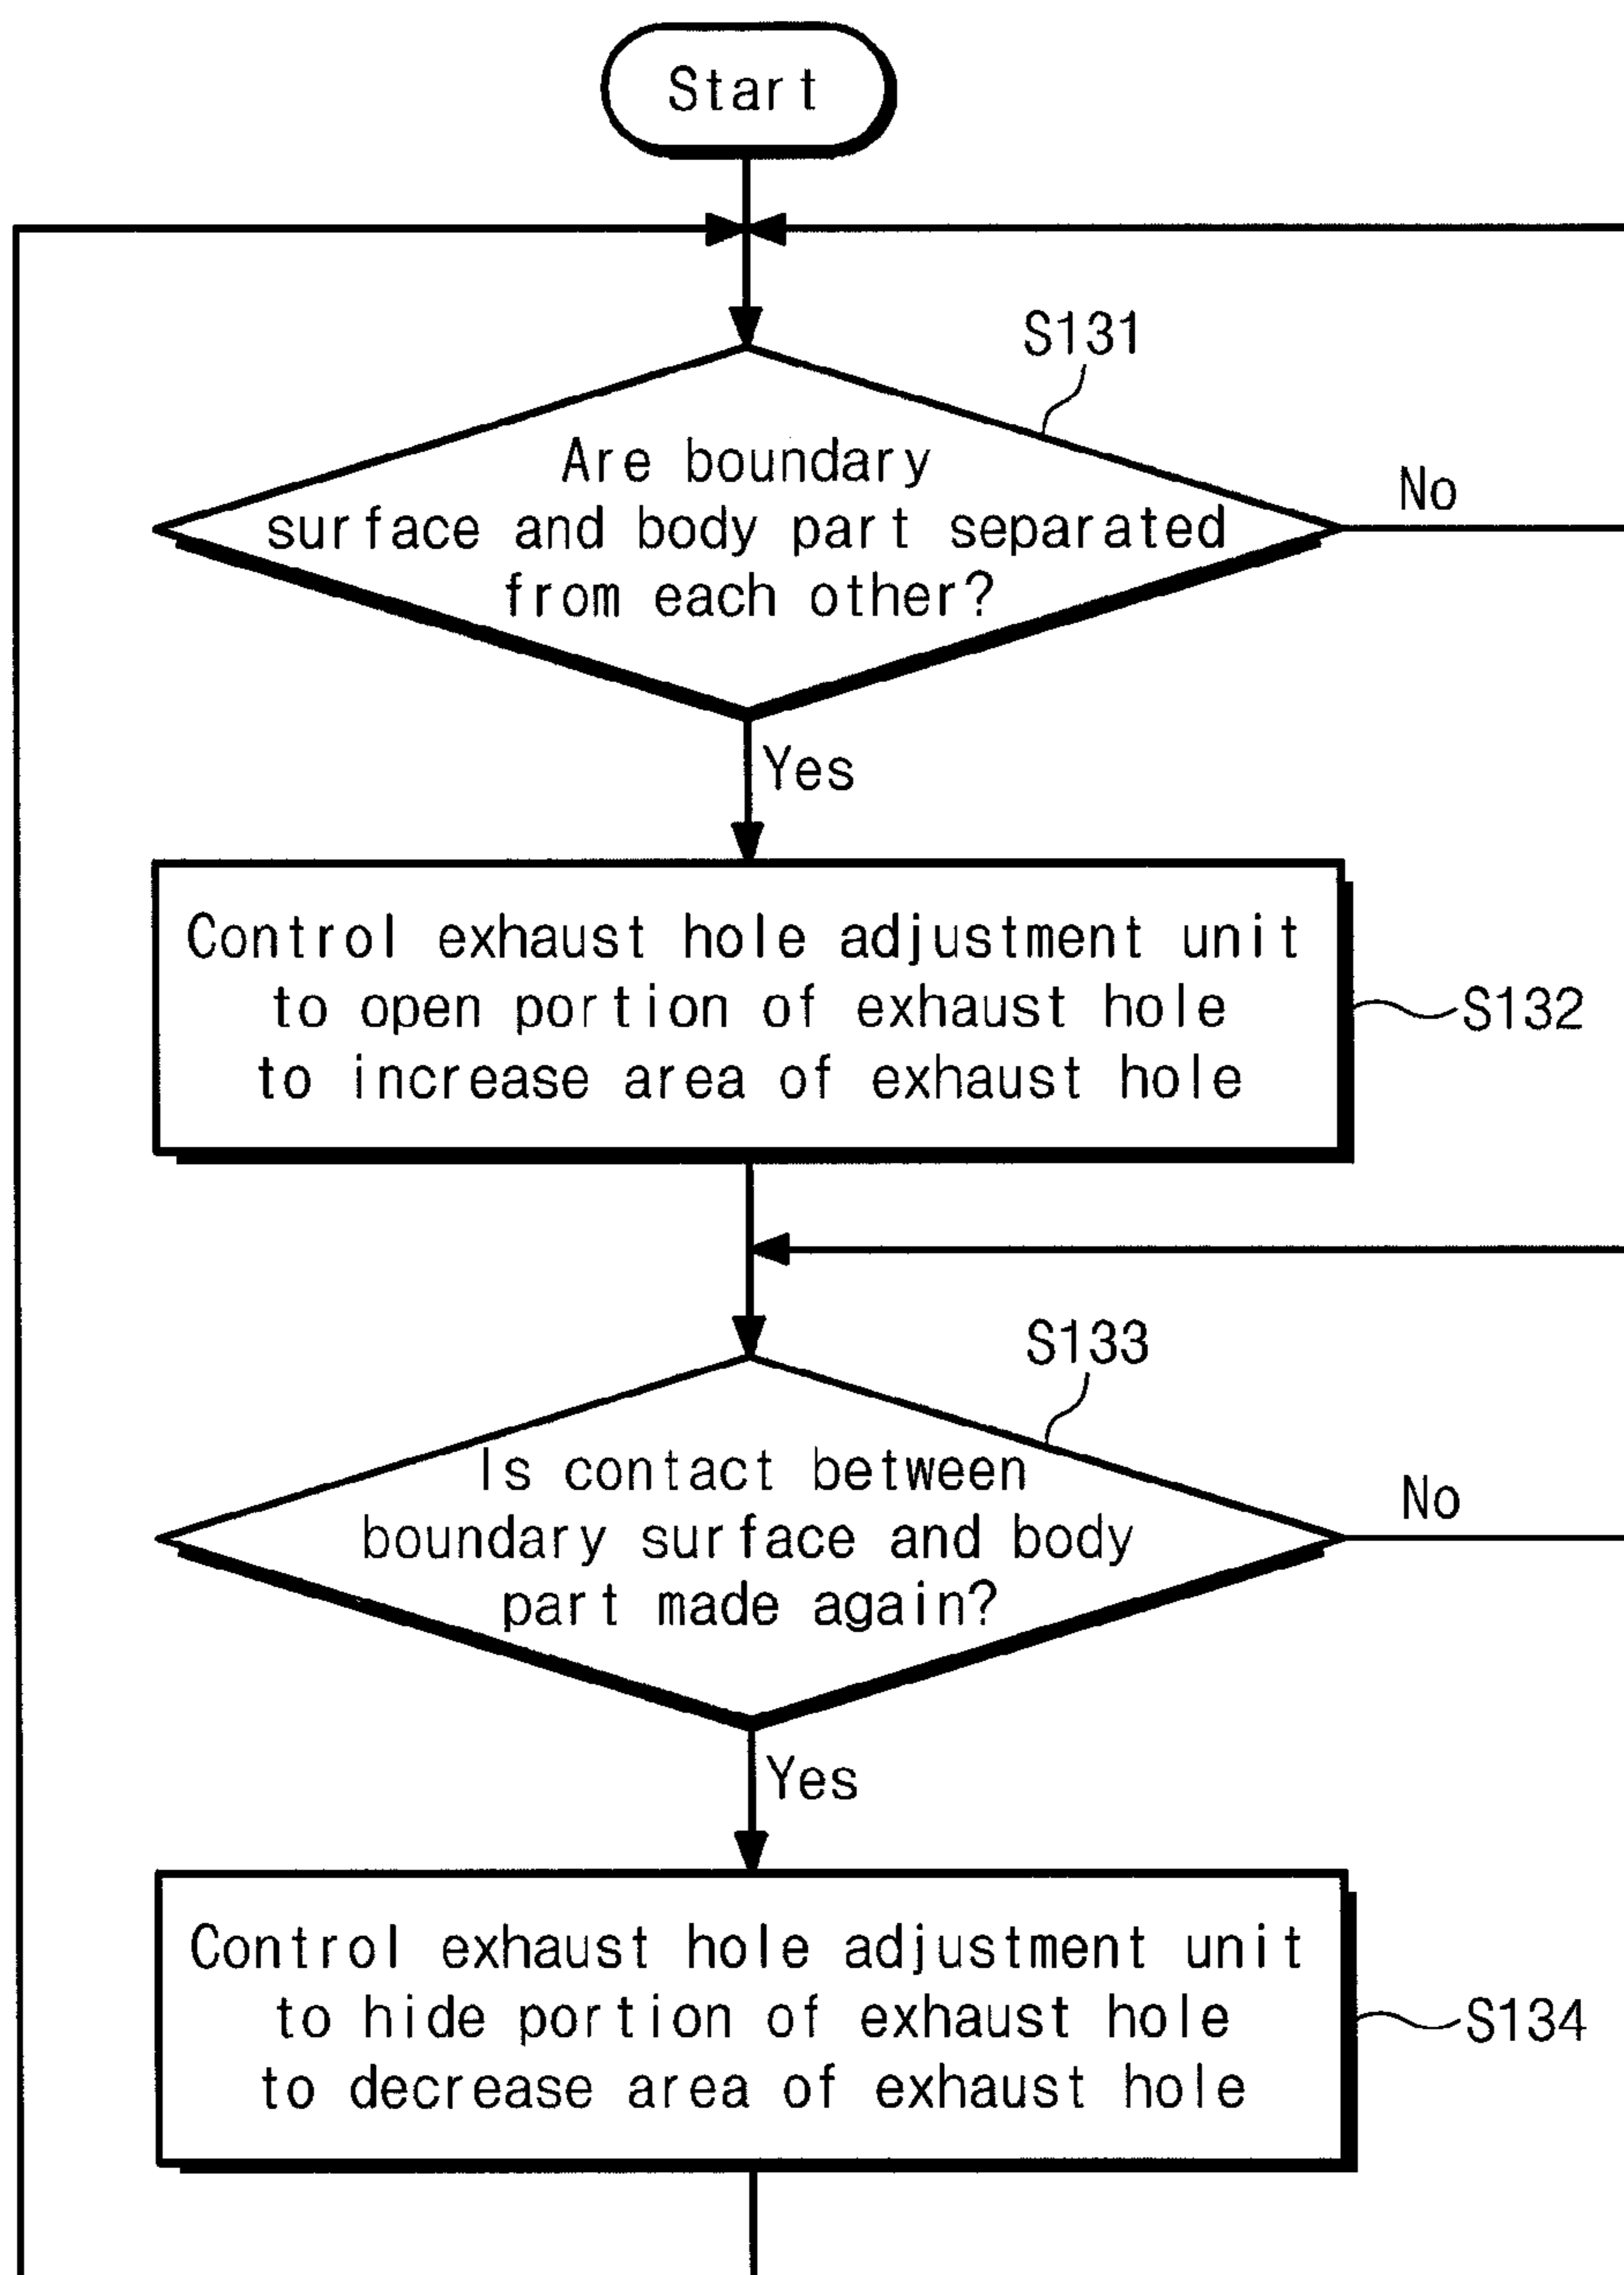 Start
S131
Are boundary
surface and body part separated
from each other?
No
Yes
Control exhaust hole adjustment unit
to open portion of exhaust hole
to increase area of exhaust hole
S132
S133
Is contact between
boundary surface and body
part made again?
No
Yes
Control exhaust hole adjustment unit
to hide portion of exhaust hole
to decrease area of exhaust hole
S134